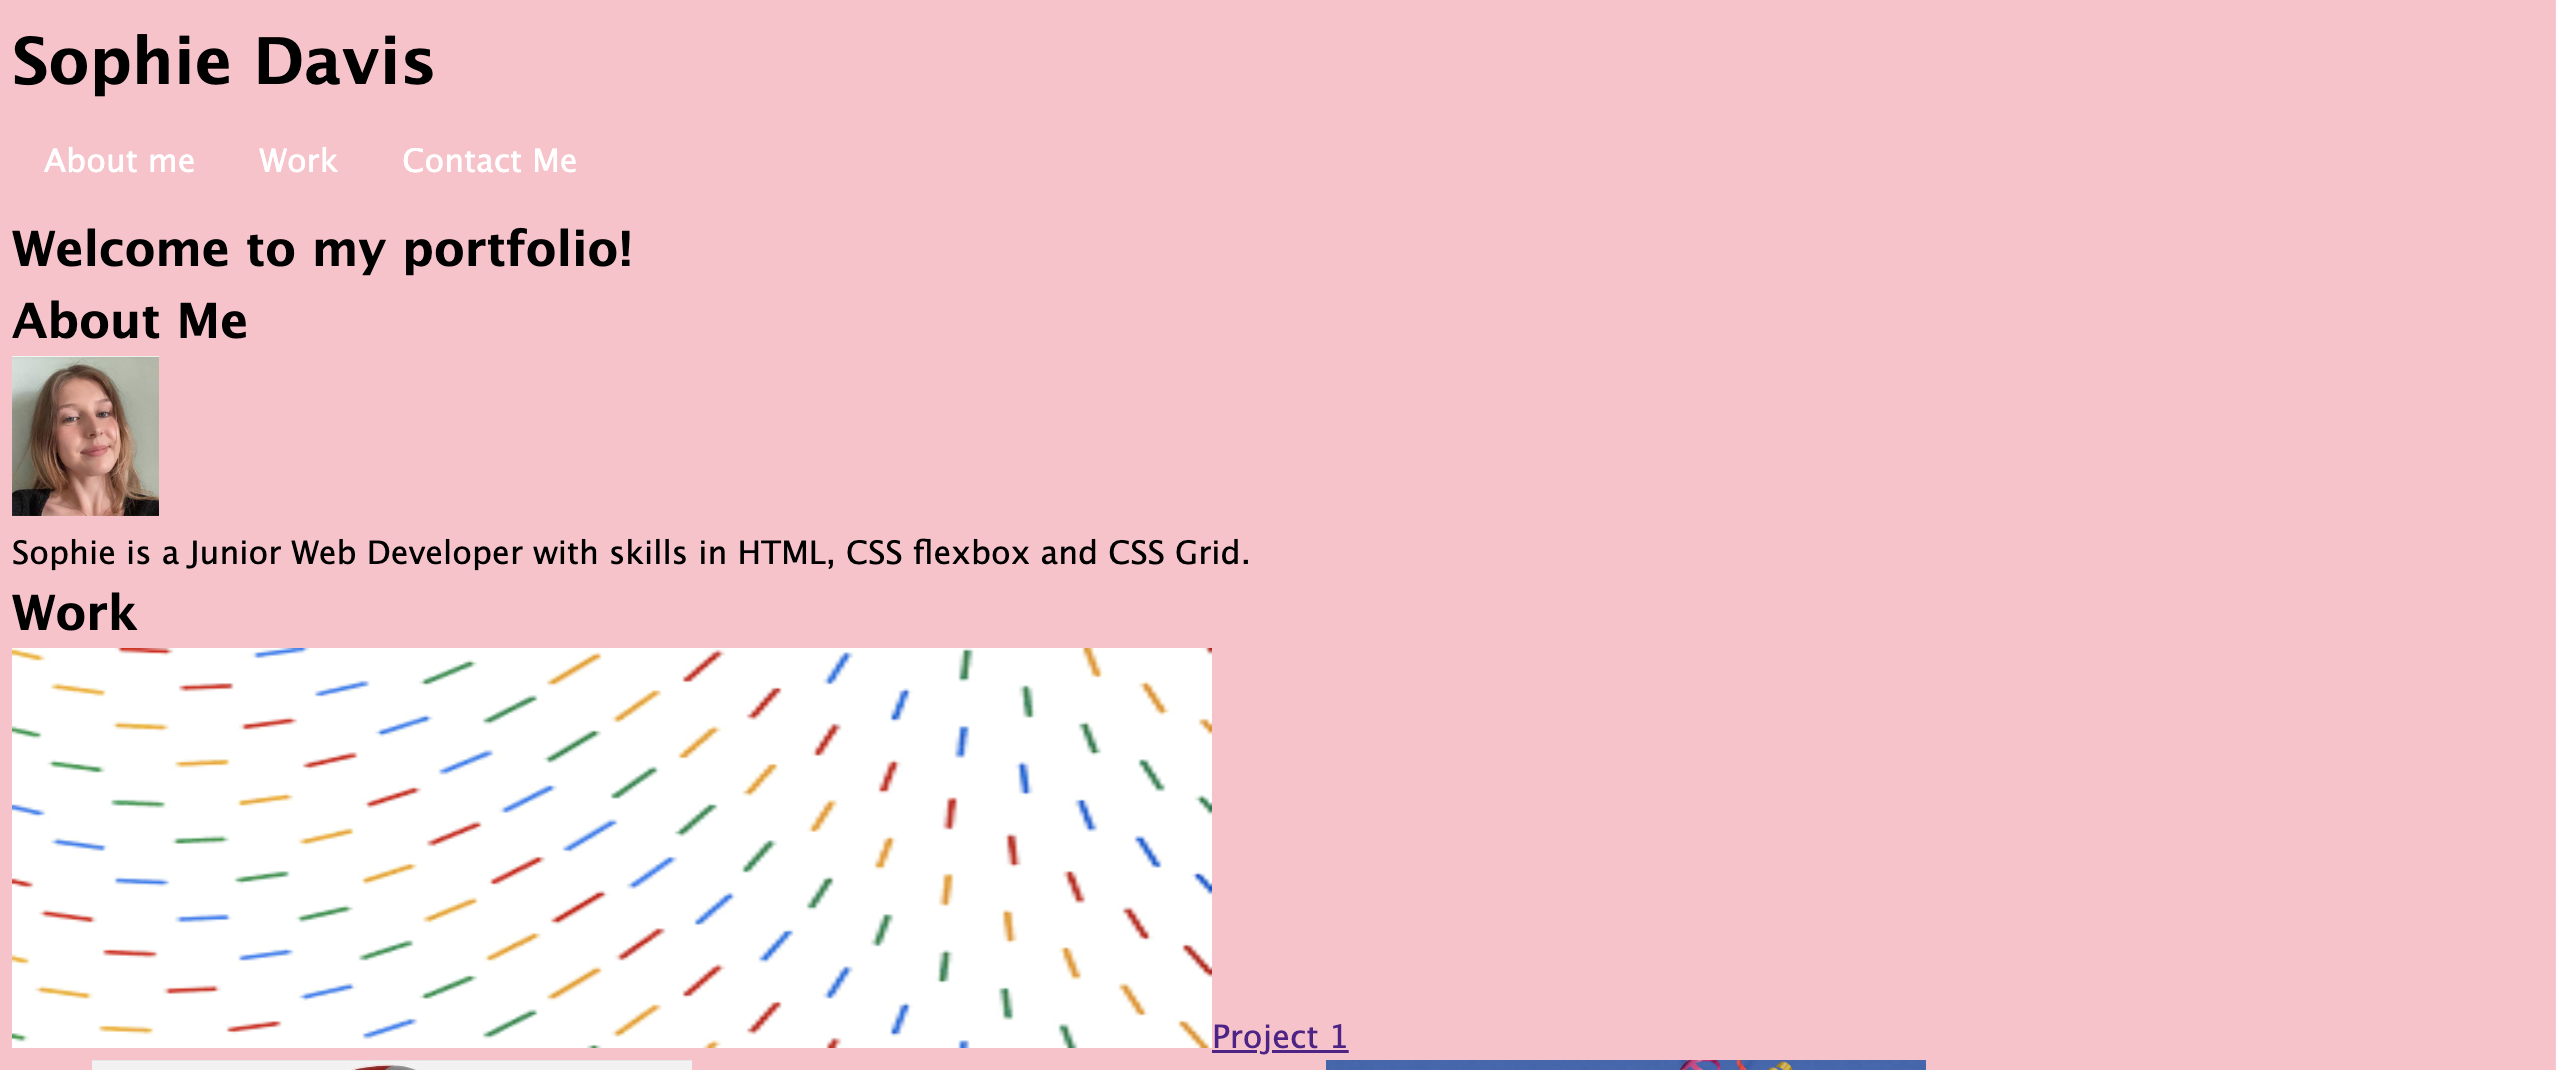 Sophie Davis
About me Work Contact Me
Welcome to my portfolio!
About Me
Sophie is a Junior Web Developer with skills in HTML, CSS flexbox and CSS Grid.
Work
Project 1